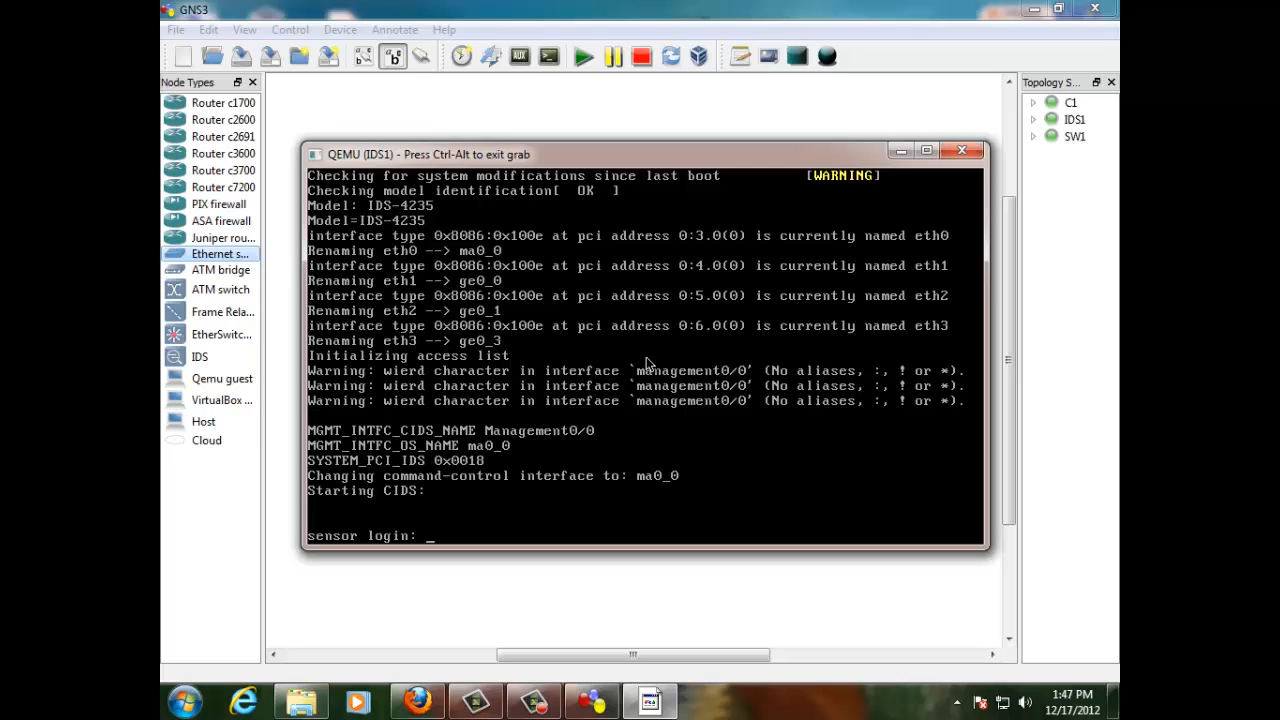 GNS3
File Edit View Control Device Annotate Help
Node Types
Router c1700
Router c2600
Router c2691
Router c3600
Router c3700
Router c7200
PIX firewall
ASA firewall
Juniper rou...
Ethernet s...
ATM bridge
ATM switch
Frame Rela...
EtherSwitc...
IDS
Qemu guest
VirtualBox ...
Host
Cloud
AUX
QEMU (IDS1) - Press Ctrl-Alt to exit grab
Checking for system modifications since last boot [WARNING]
Checking model identification[ OK ]
Model: IDS-4235
Model=IDS-4235
interface type 0x8086:0x100e at pci address 0:3.0(0) is currently named eth0
Renaming eth0 --> ma0_0
interface type 0x8086:0x100e at pci address 0:4.0(0) is currently named eth1
Renaming eth1 --> ge0_0
interface type 0x8086:0x100e at pci address 0:5.0(0) is currently named eth2
Renaming eth2 --> ge0_1
interface type 0x8086:0x100e at pci address 0:6.0(0) is currently named eth3
Renaming eth3 --> ge0_3
Initializing access list
Warning: wierd character in interface `management0/0' (No aliases, :, ! or *).
Warning: wierd character in interface `management0/0' (No aliases, :, ! or *).
Warning: wierd character in interface `management0/0' (No aliases, :, ! or *).
MGMT_INTFC_CIDS_NAME Management0/0
MGMT_INTFC_OS_NAME ma0_0
SYSTEM_PCI_IDS 0x0018
Changing command-control interface to: ma0_0
Starting CIDS:
sensor login: _
Topology S...
C1
IDS1
SW1
1:47 PM
12/17/2012